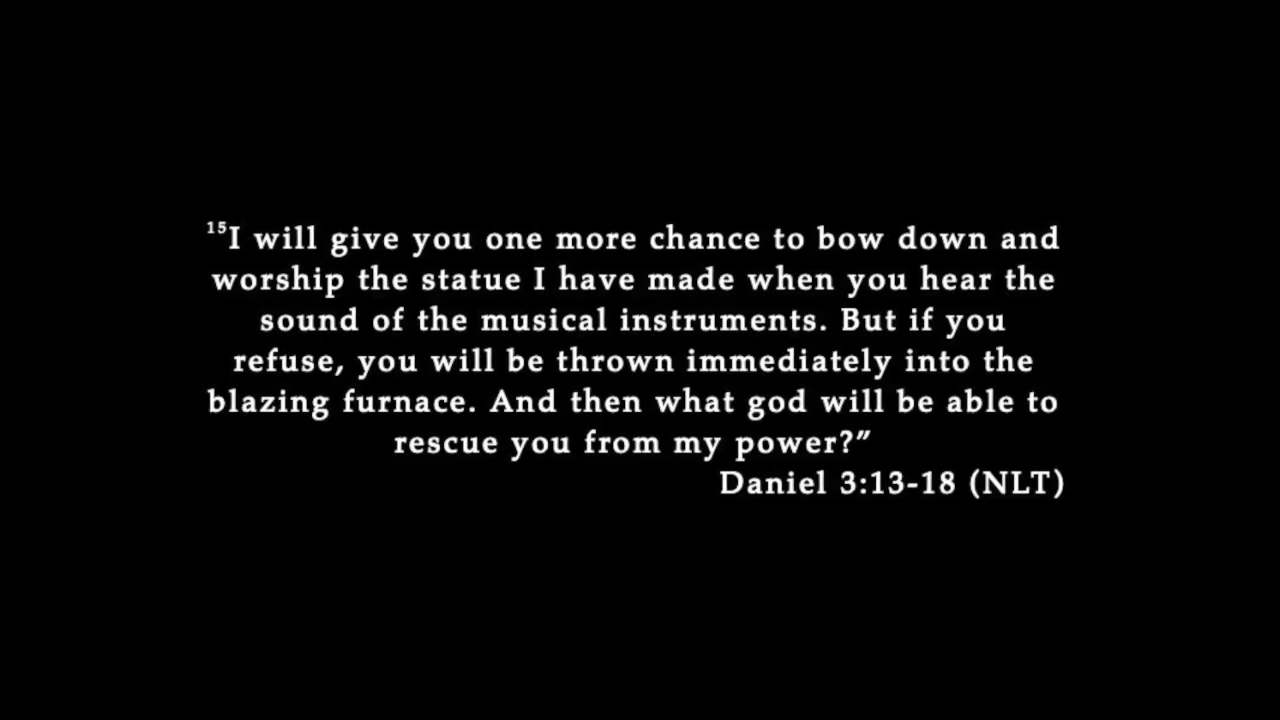 ¹⁵I will give you one more chance to bow down and
worship the statue I have made when you hear the
sound of the musical instruments. But if you
refuse, you will be thrown immediately into the
blazing furnace. And then what god will be able to
rescue you from my power?”
Daniel 3:13-18 (NLT)